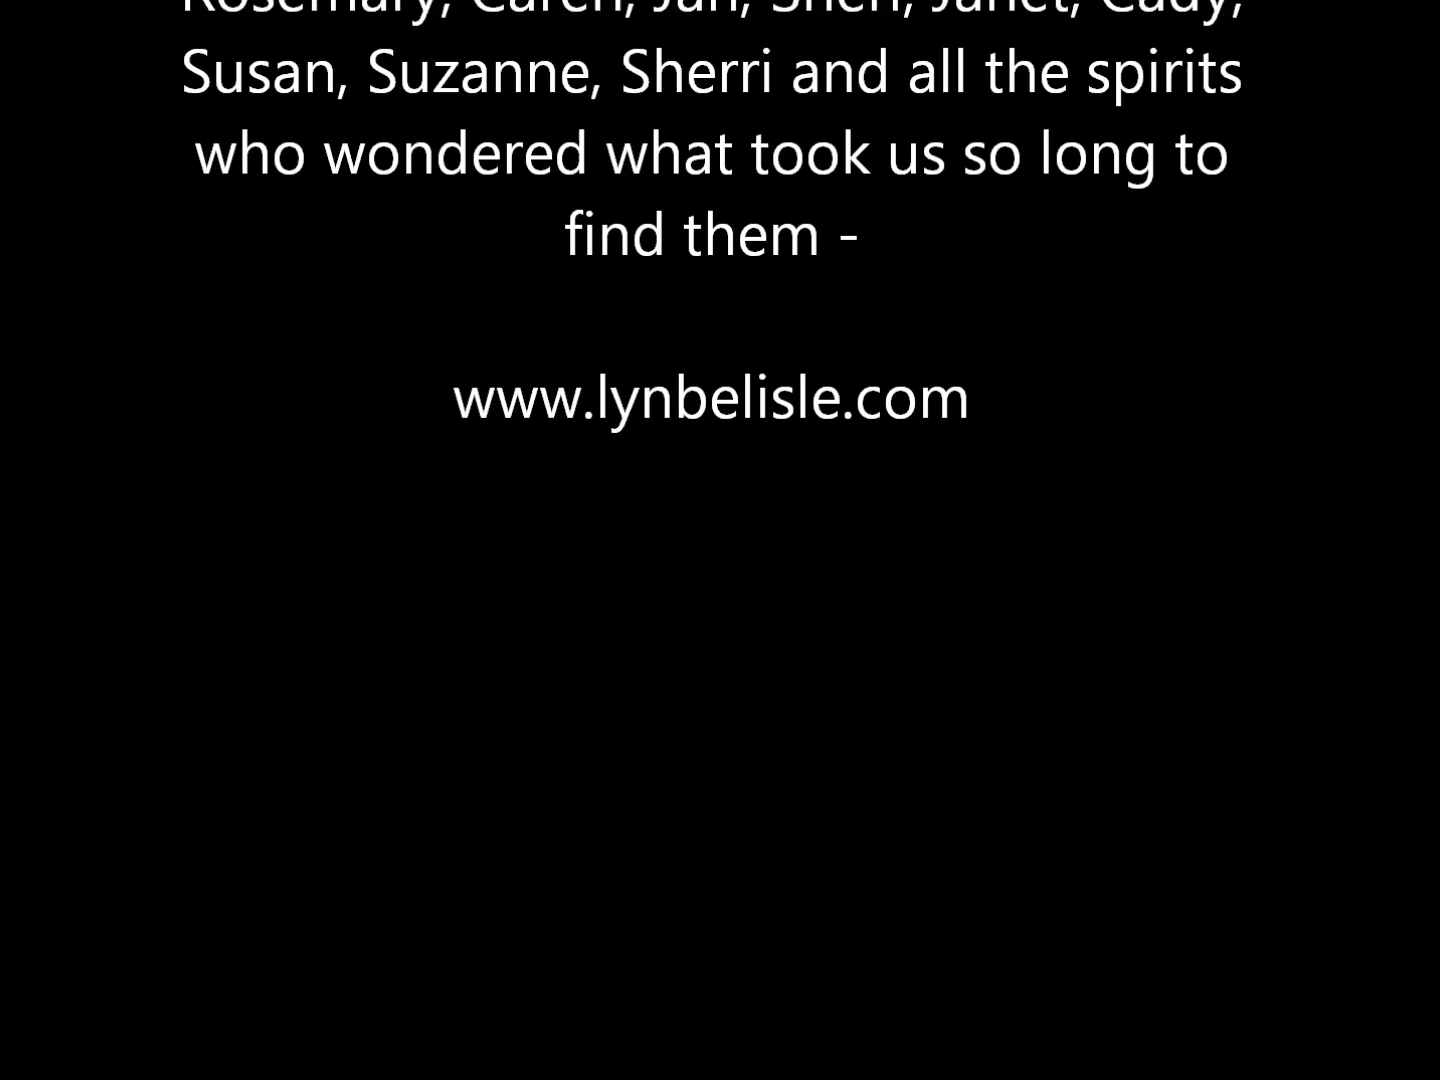 Rosemary, Caren, Jan, Sheri, Janet, Cady,
Susan, Suzanne, Sherri and all the spirits
who wondered what took us so long to
find them -
www.lynbelisle.com